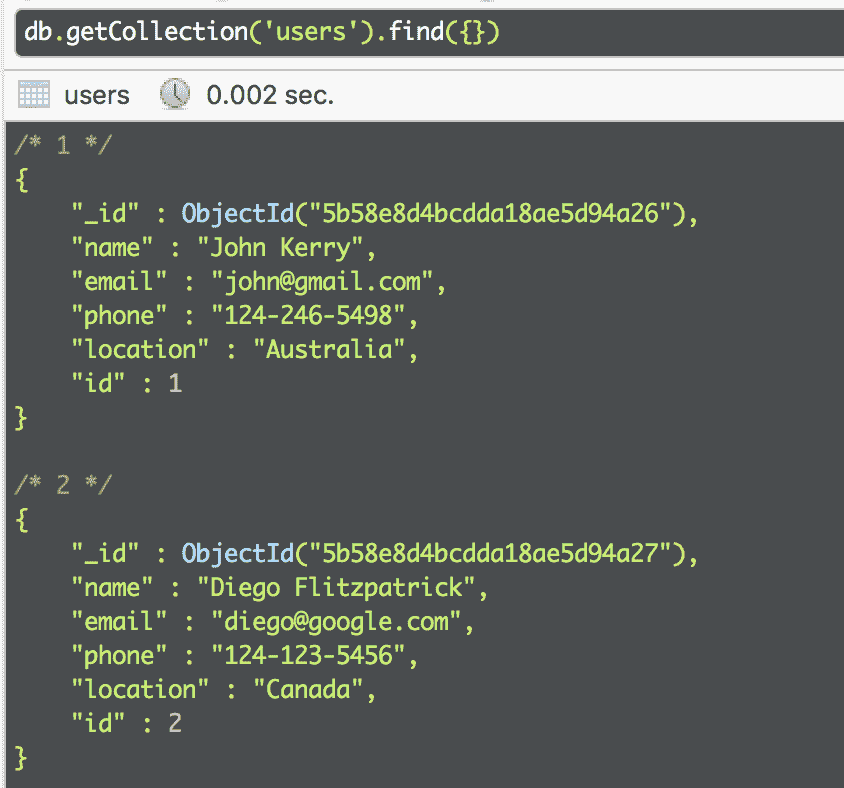 db.getCollection('users').find({})
users 0.002 sec.
/* 1 */
{
    "_id" : ObjectId("5b58e8d4bcdda18ae5d94a26"),
    "name" : "John Kerry",
    "email" : "john@gmail.com",
    "phone" : "124-246-5498",
    "location" : "Australia",
    "id" : 1
}
/* 2 */
{
    "_id" : ObjectId("5b58e8d4bcdda18ae5d94a27"),
    "name" : "Diego Flitzpatrick",
    "email" : "diego@google.com",
    "phone" : "124-123-5456",
    "location" : "Canada",
    "id" : 2
}